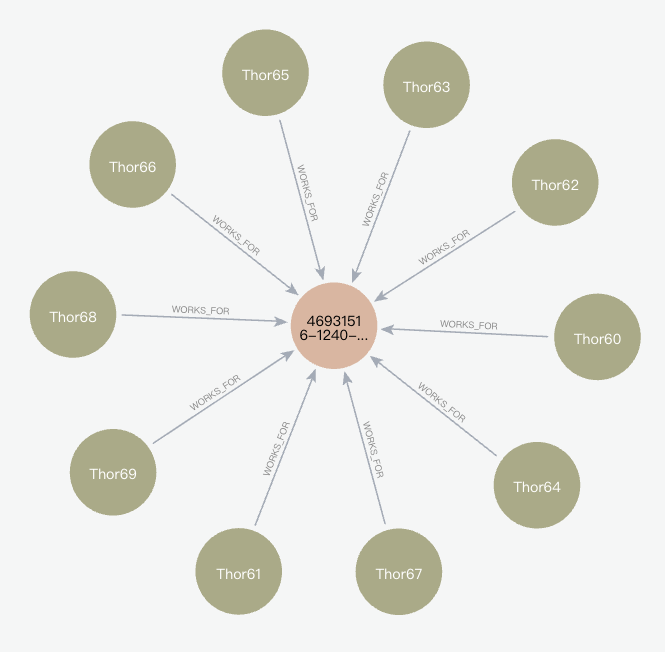 Thor65
Thor63
Thor66
Thor62
WORKS_FOR
WORKS_FOR
WORKS_FOR
WORKS_FOR
Thor68
WORKS_FOR
4693151
6-1240-...
WORKS_FOR
Thor60
WORKS_FOR
WORKS_FOR
Thor69
WORKS_FOR
WORKS_FOR
Thor64
Thor61
Thor67